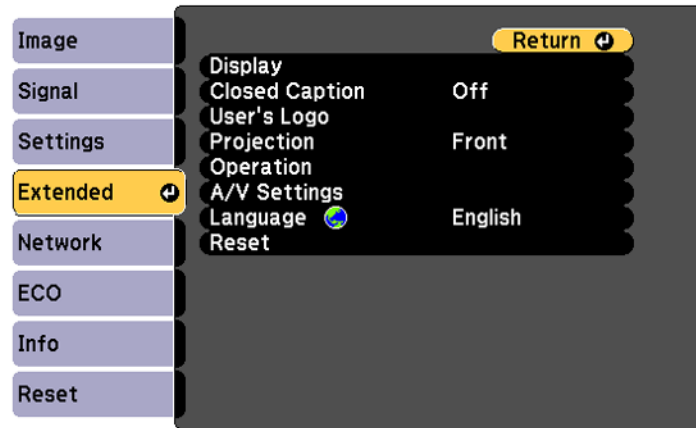 Image
Signal
Settings
Extended
Network
ECO
Info
Reset
Return
Display
Closed Caption Off
User's Logo
Projection Front
Operation
A/V Settings
Language English
Reset